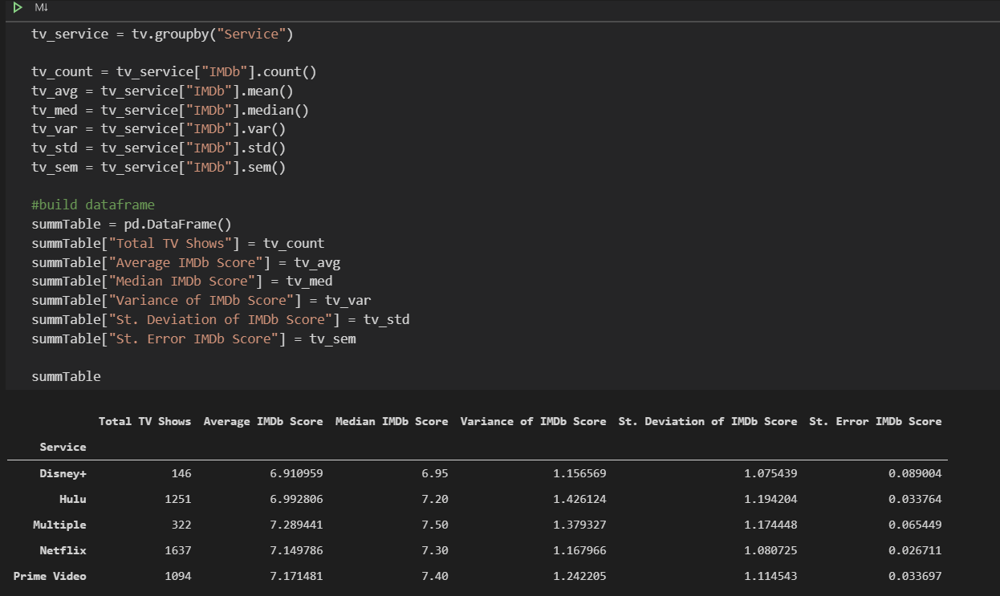 M↓
tv_service = tv.groupby("Service")
tv_count = tv_service["IMDb"].count()
tv_avg = tv_service["IMDb"].mean()
tv_med = tv_service["IMDb"].median()
tv_var = tv_service["IMDb"].var()
tv_std = tv_service["IMDb"].std()
tv_sem = tv_service["IMDb"].sem()
#build dataframe
summTable = pd.DataFrame()
summTable["Total TV Shows"] = tv_count
summTable["Average IMDb Score"] = tv_avg
summTable["Median IMDb Score"] = tv_med
summTable["Variance of IMDb Score"] = tv_var
summTable["St. Deviation of IMDb Score"] = tv_std
summTable["St. Error IMDb Score"] = tv_sem
summTable
Total TV Shows Average IMDb Score Median IMDb Score Variance of IMDb Score St. Deviation of IMDb Score St. Error IMDb Score
Service
Disney+ 146 6.910959 6.95 1.156569 1.075439 0.089004
Hulu 1251 6.992806 7.20 1.426124 1.194204 0.033764
Multiple 322 7.289441 7.50 1.379327 1.174448 0.065449
Netflix 1637 7.149786 7.30 1.167966 1.080725 0.026711
Prime Video 1094 7.171481 7.40 1.242205 1.114543 0.033697